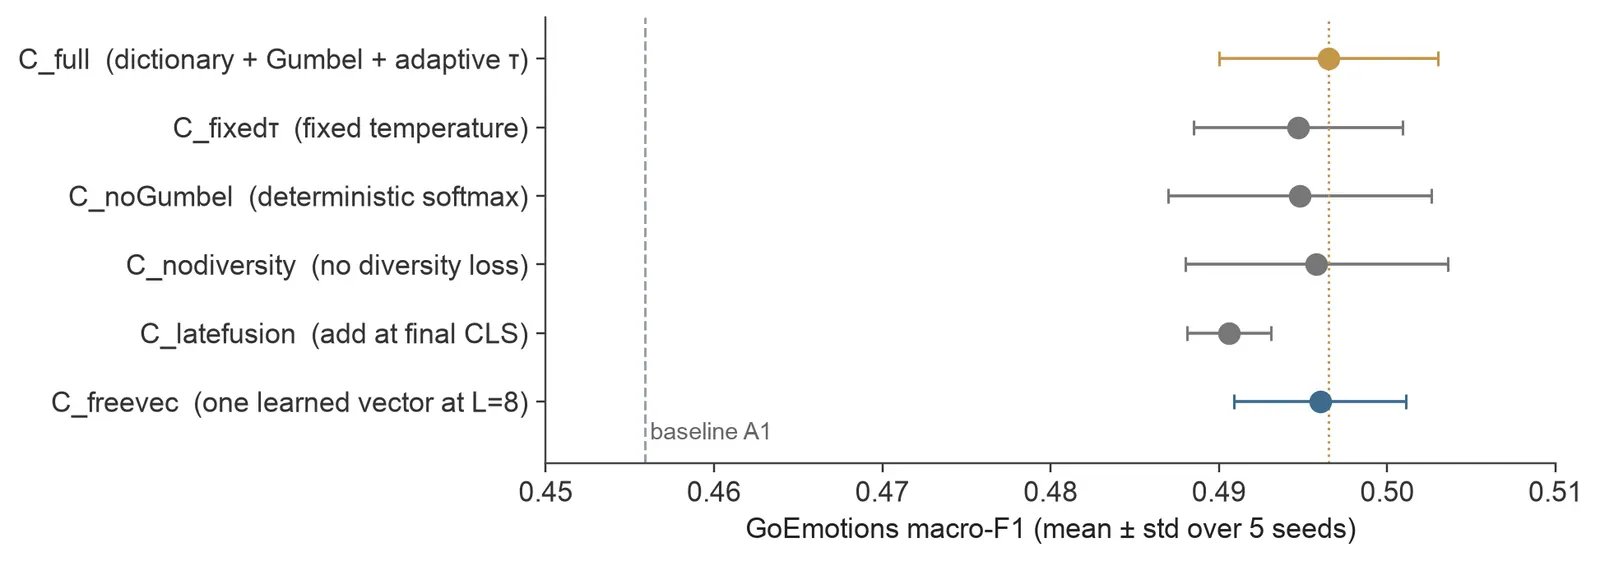 C_full (dictionary + Gumbel + adaptive τ)
C_fixedτ (fixed temperature)
C_noGumbel (deterministic softmax)
C_nodiversity (no diversity loss)
C_latefusion (add at final CLS)
C_freevec (one learned vector at L=8)
baseline A1
0.45 0.46 0.47 0.48 0.49 0.50 0.51
GoEmotions macro-F1 (mean ± std over 5 seeds)